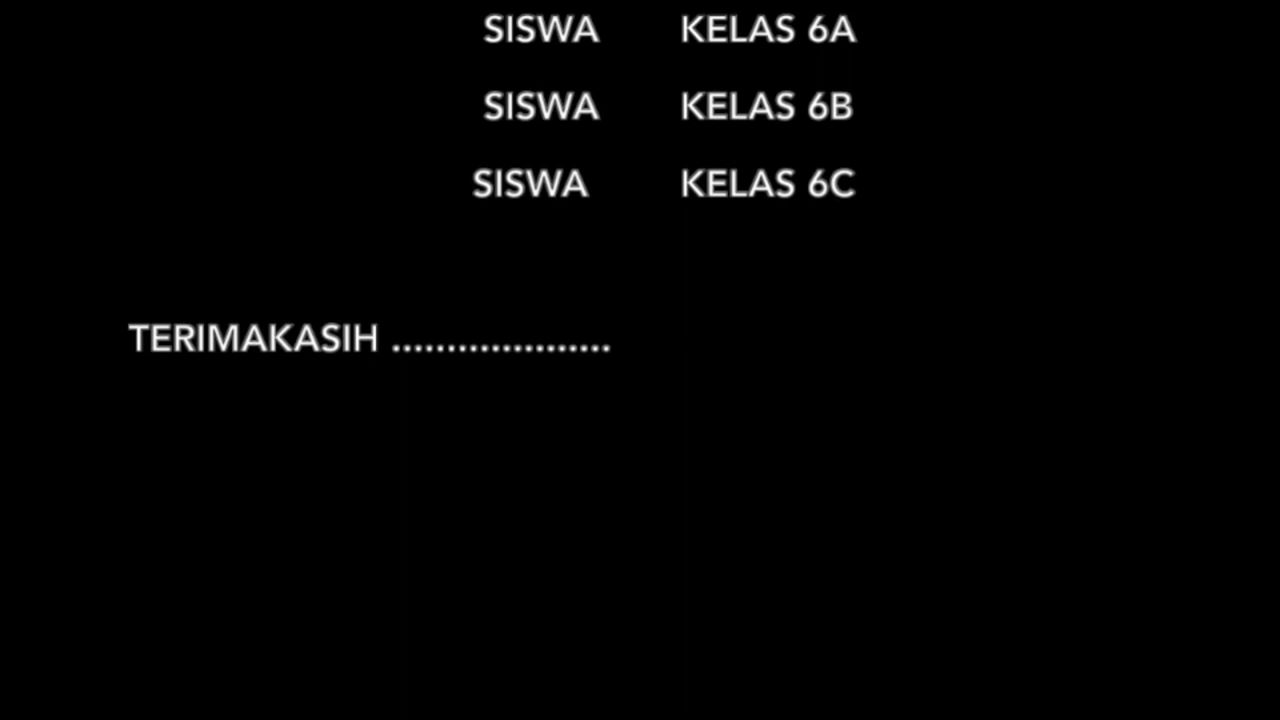 SISWA KELAS 6A
SISWA KELAS 6B
SISWA KELAS 6C
TERIMAKASIH ....................